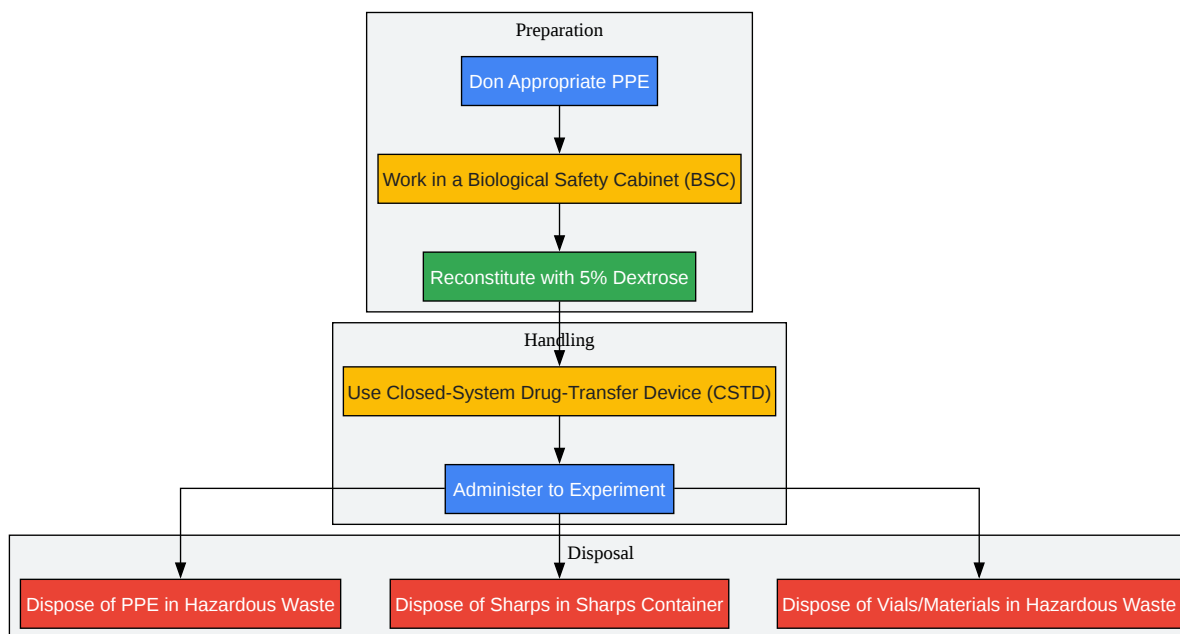 Preparation
Don Appropriate PPE
Work in a Biological Safety Cabinet (BSC)
Reconstitute with 5% Dextrose
Handling
Use Closed-System Drug-Transfer Device (CSTD)
Administer to Experiment
Disposal
Dispose of PPE in Hazardous Waste
Dispose of Sharps in Sharps Container
Dispose of Vials/Materials in Hazardous Waste